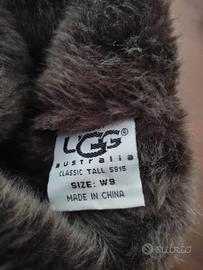 UGG®
australia
CLASSIC TALL 5815
SIZE: W9
MADE IN CHINA
subito